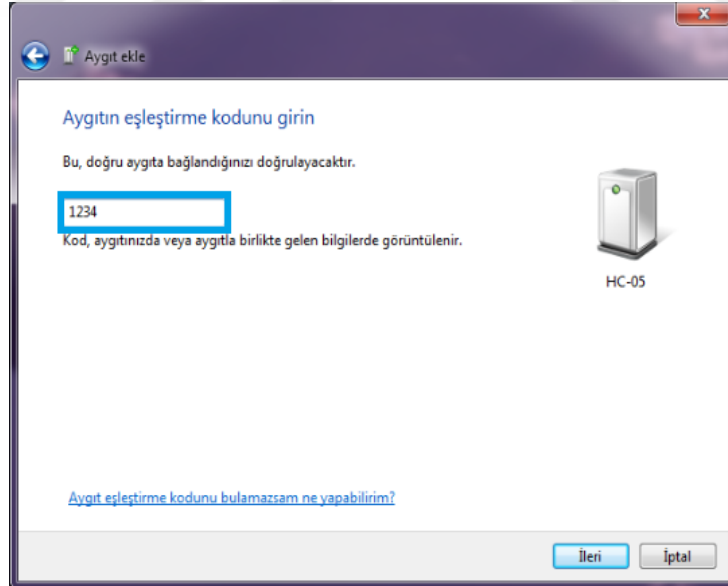 Aygıt ekle
Aygıtın eşleştirme kodunu girin
Bu, doğru aygıta bağlandığınızı doğrulayacaktır.
1234
Kod, aygıtınızda veya aygıtla birlikte gelen bilgilerde görüntülenir.
HC-05
Aygıt eşleştirme kodunu bulamazsam ne yapabilirim?
İleri
İptal